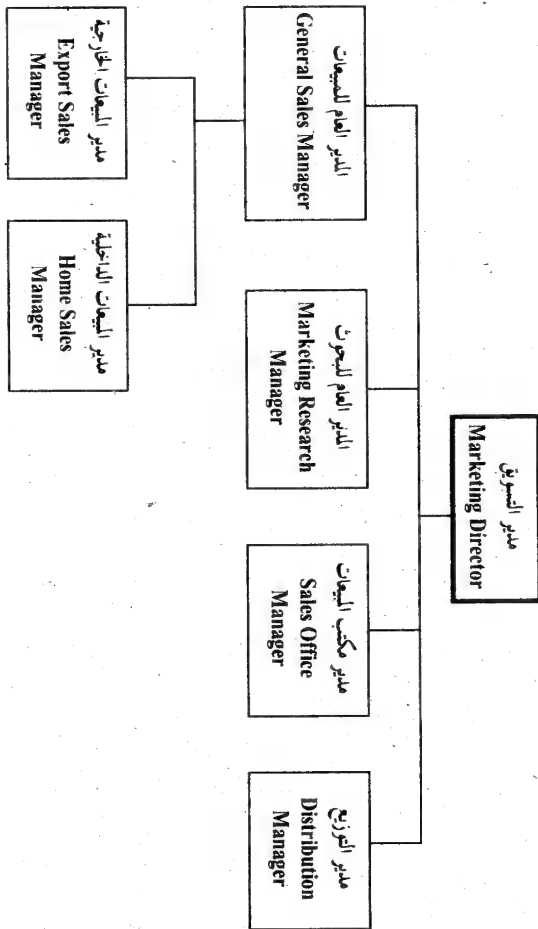 مدير التسويق
Marketing Director
المدير العام للمبيعات
General Sales Manager
المدير العام للبحوث
Marketing Research
Manager
مدير مكتب المبيعات
Sales Office
Manager
مدير التوزيع
Distribution
Manager
مدير المبيعات الخارجية
Export Sales
Manager
مدير المبيعات الداخلية
Home Sales
Manager